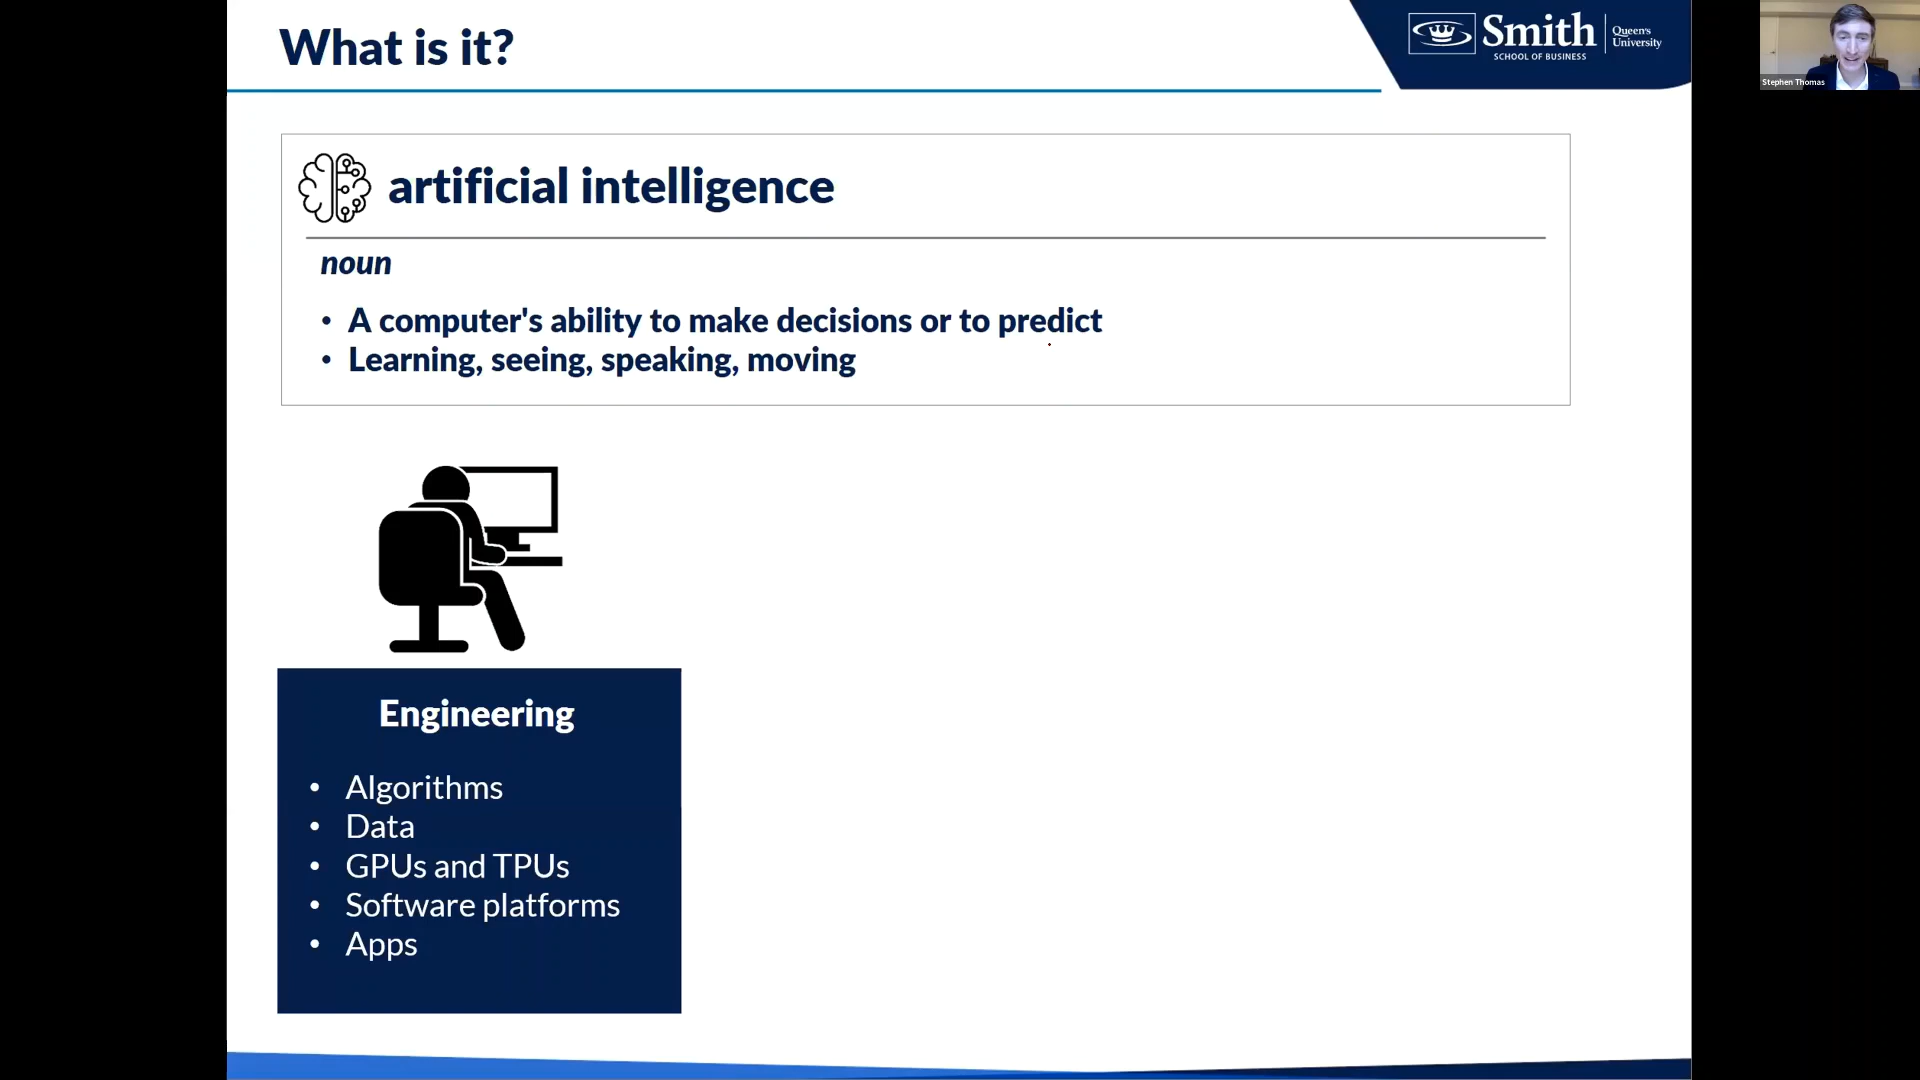 What is it?
Smith
SCHOOL OF BUSINESS
Queen's
University
Stephen Thomas
artificial intelligence
noun
• A computer's ability to make decisions or to predict
• Learning, seeing, speaking, moving
Engineering
• Algorithms
• Data
• GPUs and TPUs
• Software platforms
• Apps